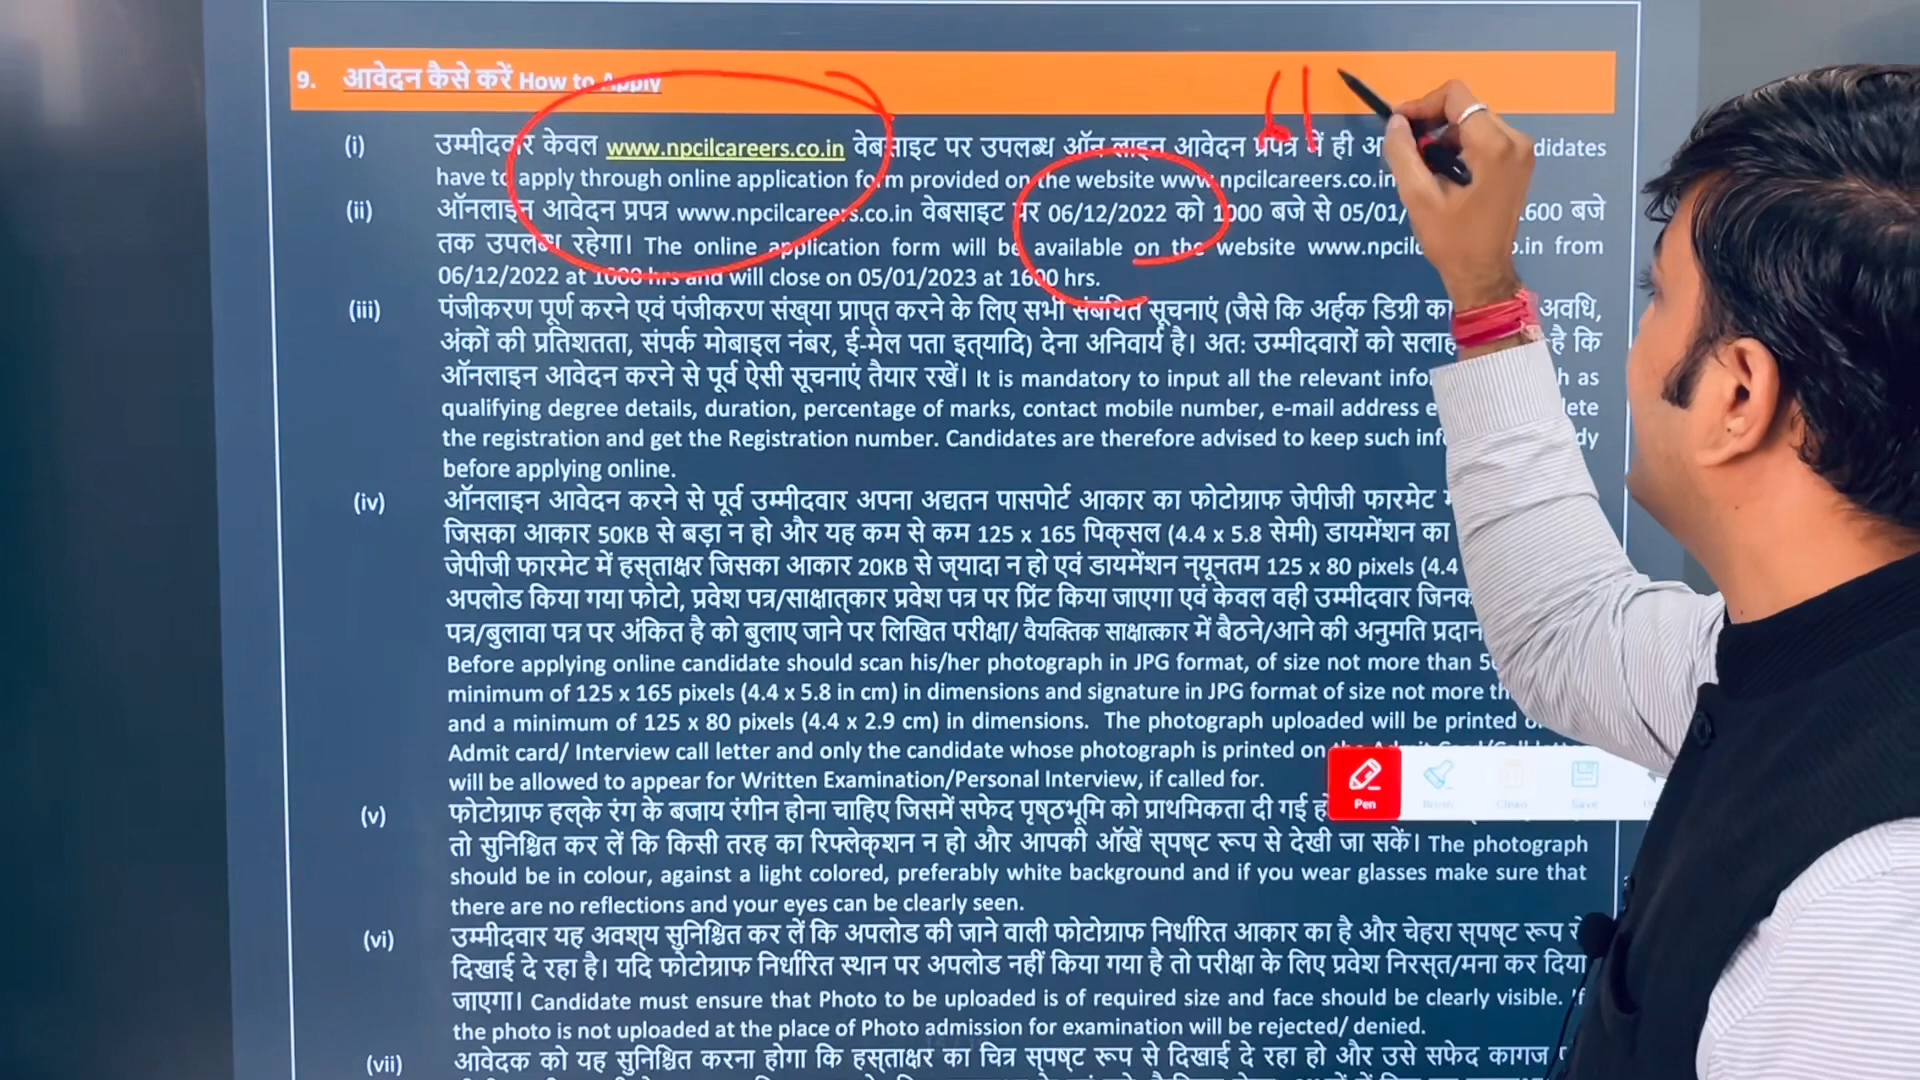 9. आवेदन कैसे करें How to Apply
(i) उम्मीदवार केवल www.npcilcareers.co.in वेबसाइट पर उपलब्ध ऑन लाइन आवेदन प्रपत्र में ही
have to apply through online application form provided on the website www.npcilcareers.co.in
(ii) ऑनलाइन आवेदन प्रपत्र www.npcilcareers.co.in वेबसाइट पर 06/12/2022 को 1000 बजे से 05/01/ 1600 बजे
तक उपलब्ध रहेगा। The online application form will be available on the website www.npcilc o.in from
06/12/2022 at 1000 hrs and will close on 05/01/2023 at 1600 hrs.
(iii) पंजीकरण पूर्ण करने एवं पंजीकरण संख्या प्राप्त करने के लिए सभी संबंधित सूचनाएं (जैसे कि अर्हक डिग्री का अवधि,
अंकों की प्रतिशतता, संपर्क मोबाइल नंबर, ई-मेल पता इत्यादि) देना अनिवार्य है। अत: उम्मीदवारों को सलाह है कि
ऑनलाइन आवेदन करने से पूर्व ऐसी सूचनाएं तैयार रखें। It is mandatory to input all the relevant as
qualifying degree details, duration, percentage of marks, contact mobile number, e-mail address
the registration and get the Registration number. Candidates are therefore advised to keep such
before applying online.
(iv) ऑनलाइन आवेदन करने से पूर्व उम्मीदवार अपना अद्यतन पासपोर्ट आकार का फोटोग्राफ जेपीजी फारमेट
जिसका आकार 50KB से बड़ा न हो और यह कम से कम 125 x 165 पिक्सल (4.4 x 5.8 सेमी) डायमेंशन का
जेपीजी फारमेट में हस्ताक्षर जिसका आकार 20KB से ज्यादा न हो एवं डायमेंशन न्यूनतम 125 x 80 pixels (4.4
अपलोड किया गया फोटो, प्रवेश पत्र/साक्षात्कार प्रवेश पत्र पर प्रिंट किया जाएगा एवं केवल वही उम्मीदवार
पत्र/बुलावा पत्र पर अंकित है को बुलाए जाने पर लिखित परीक्षा/ वैयक्तिक साक्षात्कार में बैठने/आने की अनुमति प्रदान
Before applying online candidate should scan his/her photograph in JPG format, of size not more than
minimum of 125 x 165 pixels (4.4 x 5.8 in cm) in dimensions and signature in JPG format of size not more
and a minimum of 125 x 80 pixels (4.4 x 2.9 cm) in dimensions. The photograph uploaded will be printed
Admit card/ Interview call letter and only the candidate whose photograph is printed on the Admit Card/Call
will be allowed to appear for Written Examination/Personal Interview, if called for.
Pen Brush Clean Save
(v) फोटोग्राफ हल्के रंग के बजाय रंगीन होना चाहिए जिसमें सफेद पृष्ठभूमि को प्राथमिकता दी गई
तो सुनिश्चित कर लें कि किसी तरह का रिफ्लेक्शन न हो और आपकी ऑखें स्पष्ट रूप से देखी जा सकें। The photograph
should be in colour, against a light colored, preferably white background and if you wear glasses make sure that
there are no reflections and your eyes can be clearly seen.
(vi) उम्मीदवार यह अवश्य सुनिश्चित कर लें कि अपलोड की जाने वाली फोटोग्राफ निर्धारित आकार का है और चेहरा स्पष्ट रूप
दिखाई दे रहा है। यदि फोटोग्राफ निर्धारित स्थान पर अपलोड नहीं किया गया है तो परीक्षा के लिए प्रवेश निरस्त/मना कर दिया
जाएगा। Candidate must ensure that Photo to be uploaded is of required size and face should be clearly visible. If
the photo is not uploaded at the place of Photo admission for examination will be rejected/ denied.
(vii) आवेदक को यह सुनिश्चित करना होगा कि हस्ताक्षर का चित्र स्पष्ट रूप से दिखाई दे रहा हो और उसे सफेद कागज